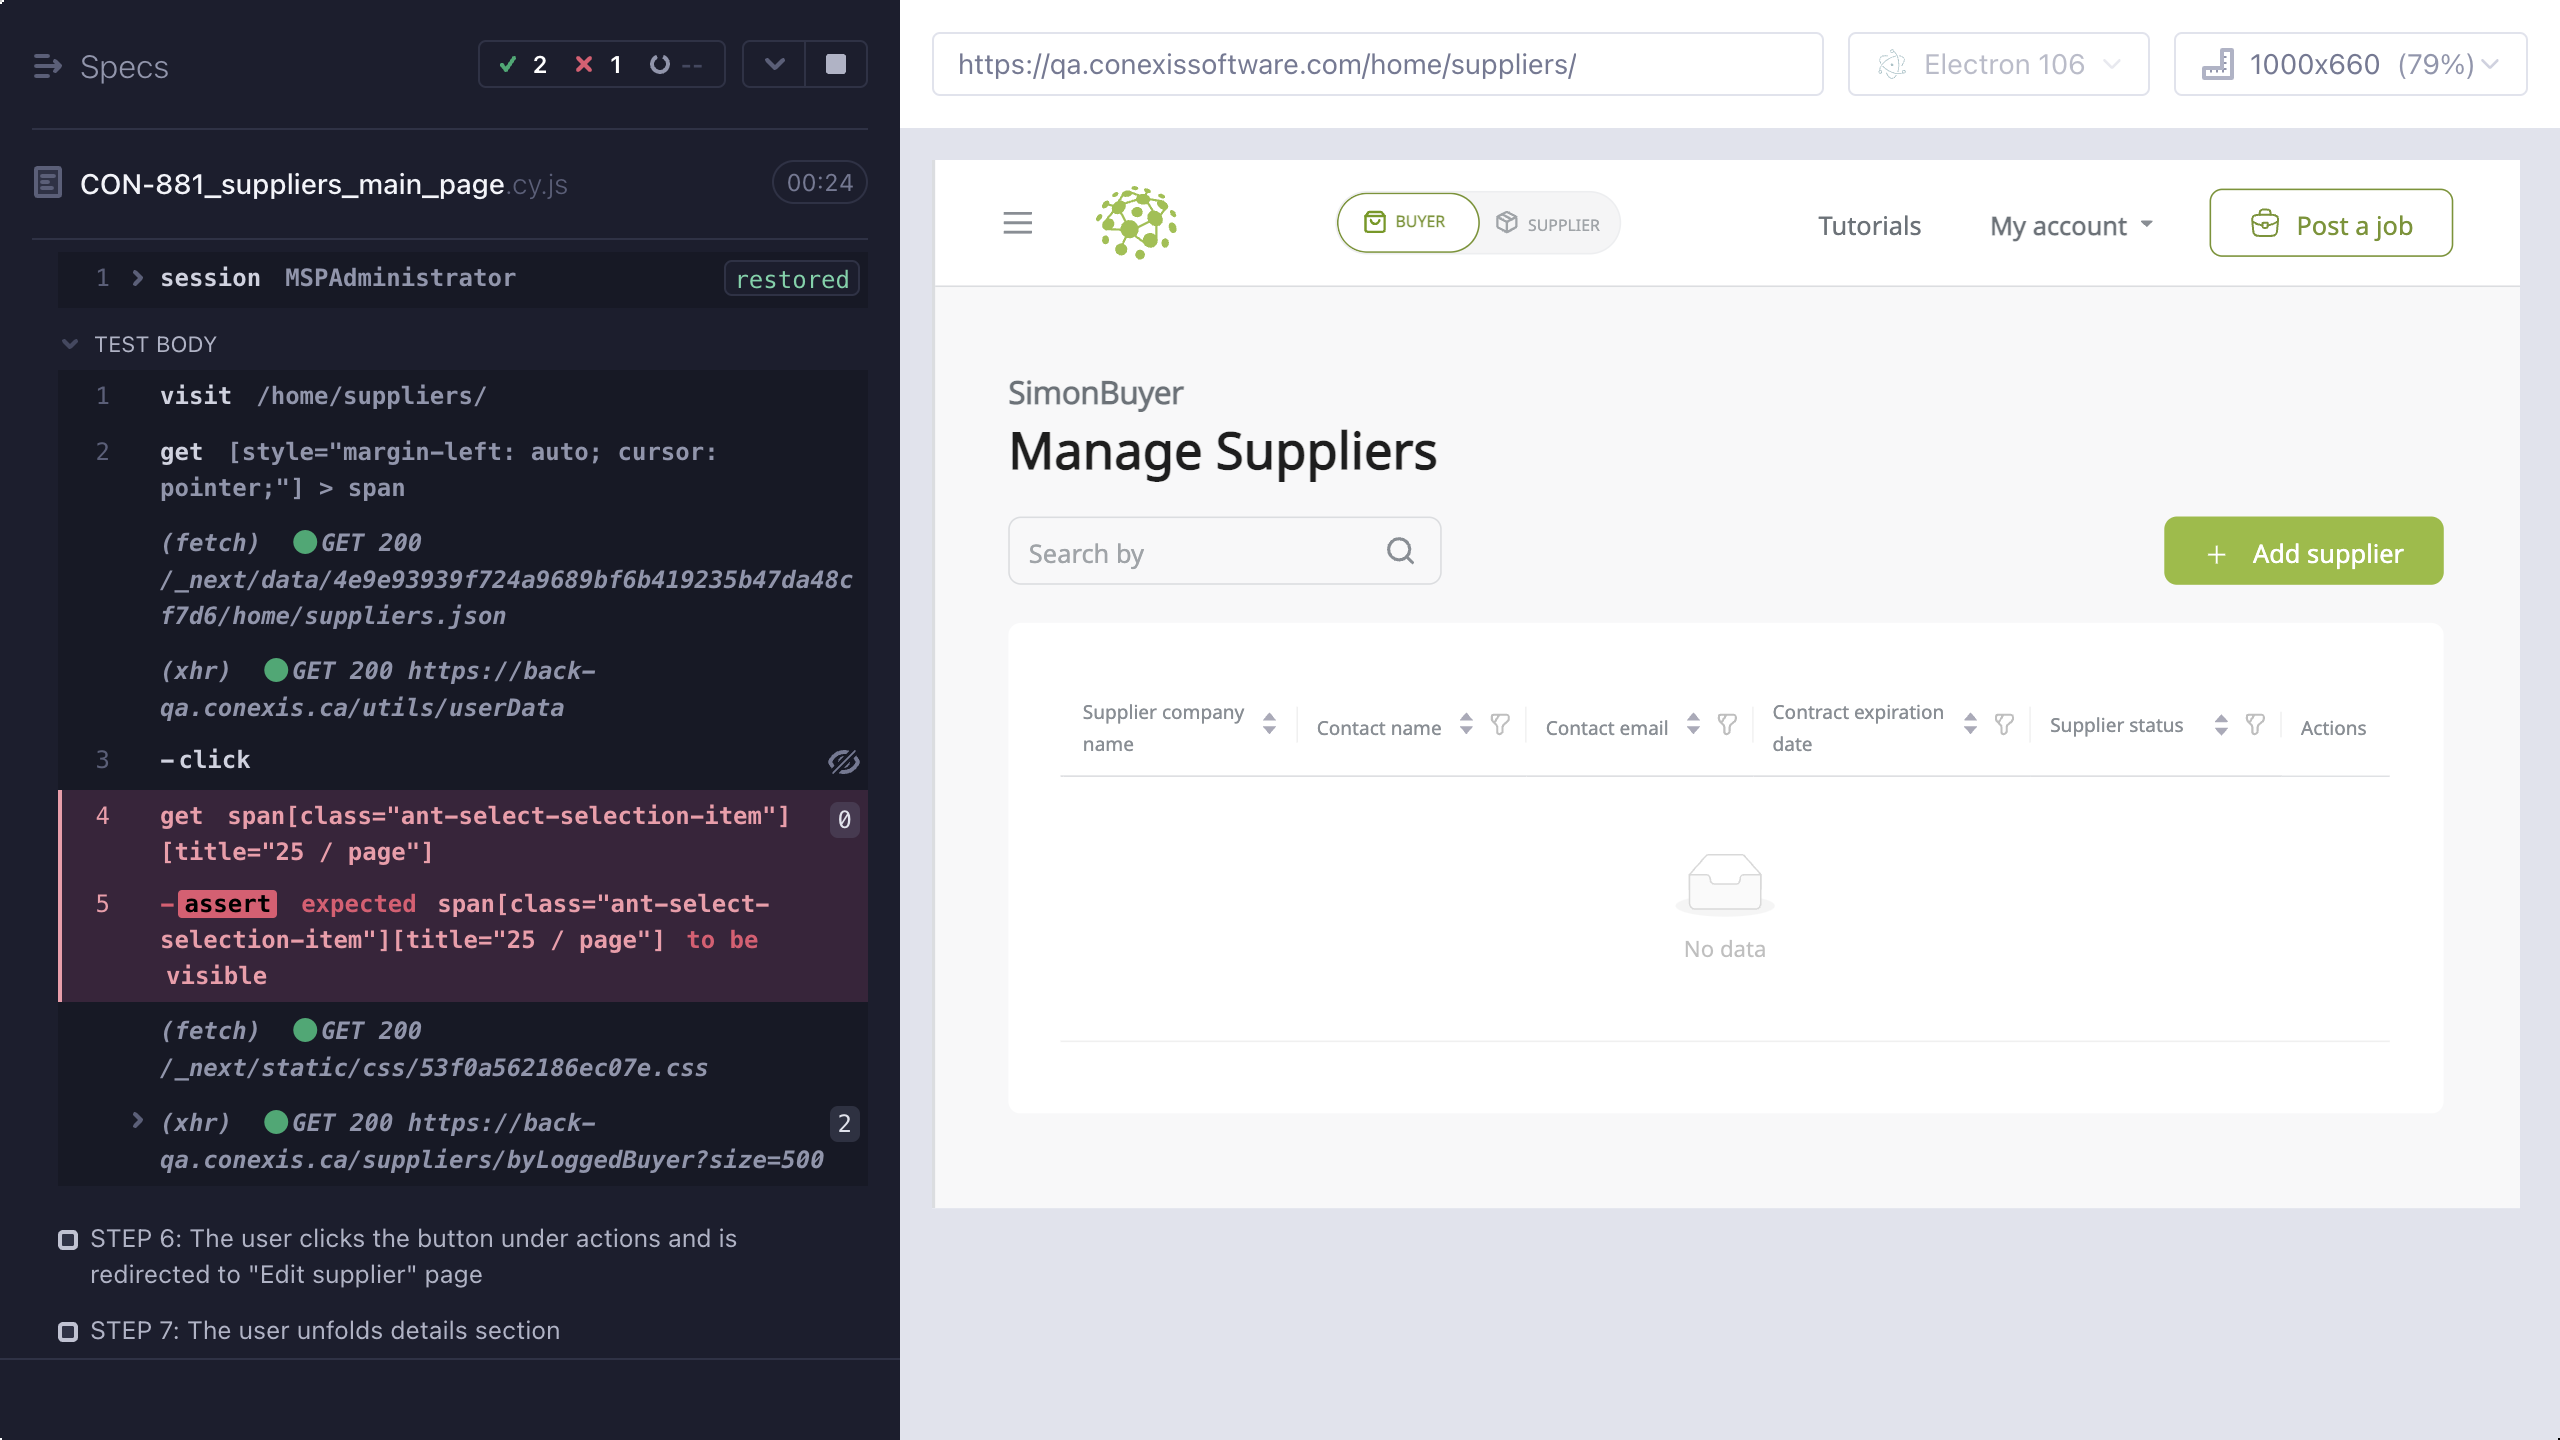 Specs
2
1
--
https://qa.conexissoftware.com/home/suppliers/
Electron 106
1000x660 (79%)
CON-881_suppliers_main_page.cy.js
00:24
1 session MSPAdministrator restored
TEST BODY
1 visit /home/suppliers/
2 get [style="margin-left: auto; cursor:
pointer;"] > span
(fetch) GET 200
/_next/data/4e9e93939f724a9689bf6b419235b47da48c
f7d6/home/suppliers.json
(xhr) GET 200 https://back-
qa.conexis.ca/utils/userData
3 -click
4 get span[class="ant-select-selection-item"] 0
[title="25 / page"]
5 -assert expected span[class="ant-select-
selection-item"][title="25 / page"] to be
visible
(fetch) GET 200
/_next/static/css/53f0a562186ec07e.css
(xhr) GET 200 https://back- 2
qa.conexis.ca/suppliers/byLoggedBuyer?size=500
STEP 6: The user clicks the button under actions and is
redirected to "Edit supplier" page
STEP 7: The user unfolds details section
BUYER
SUPPLIER
Tutorials
My account
Post a job
SimonBuyer
Manage Suppliers
Search by
+ Add supplier
Supplier company
name
Contact name
Contact email
Contract expiration
date
Supplier status
Actions
No data